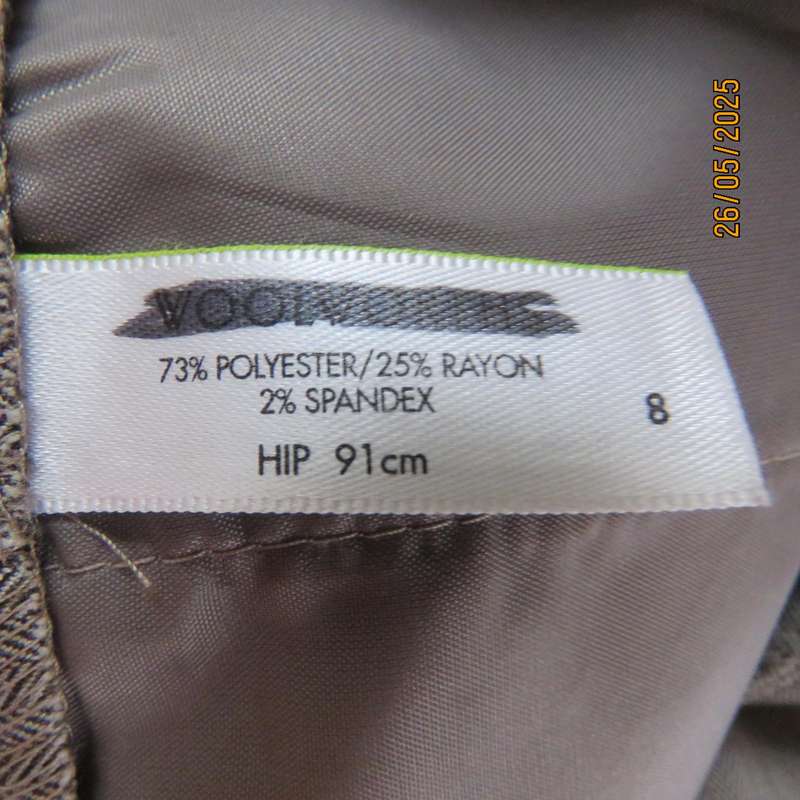 26/05/2025
73% POLYESTER/25% RAYON
2% SPANDEX
8
HIP 91cm